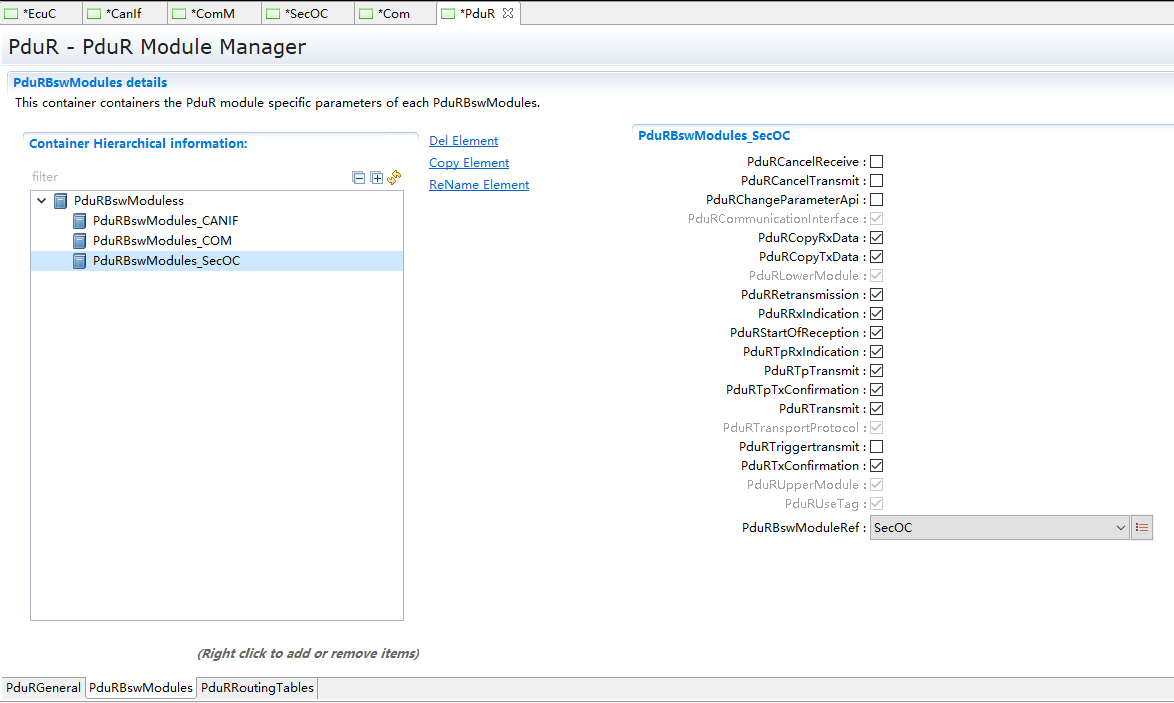 *EcuC *CanIf *ComM *SecOC *Com *PduR
PduR - PduR Module Manager
PduRBswModules details
This container containers the PduR module specific parameters of each PduRBswModules.
Container Hierarchical information:
filter
PduRBswModuless
PduRBswModules_CANIF
PduRBswModules_COM
PduRBswModules_SecOC
(Right click to add or remove items)
Del Element
Copy Element
ReName Element
PduRBswModules_SecOC
PduRCancelReceive :
PduRCancelTransmit :
PduRChangeParameterApi :
PduRCommunicationInterface :
PduRCopyRxData :
PduRCopyTxData :
PduRLowerModule :
PduRRetransmission :
PduRRxIndication :
PduRStartOfReception :
PduRTpRxIndication :
PduRTpTransmit :
PduRTpTxConfirmation :
PduRTransmit :
PduRTransportProtocol :
PduRTriggertransmit :
PduRTxConfirmation :
PduRUpperModule :
PduRUseTag :
PduRBswModuleRef : SecOC
PduRGeneral PduRBswModules PduRRoutingTables